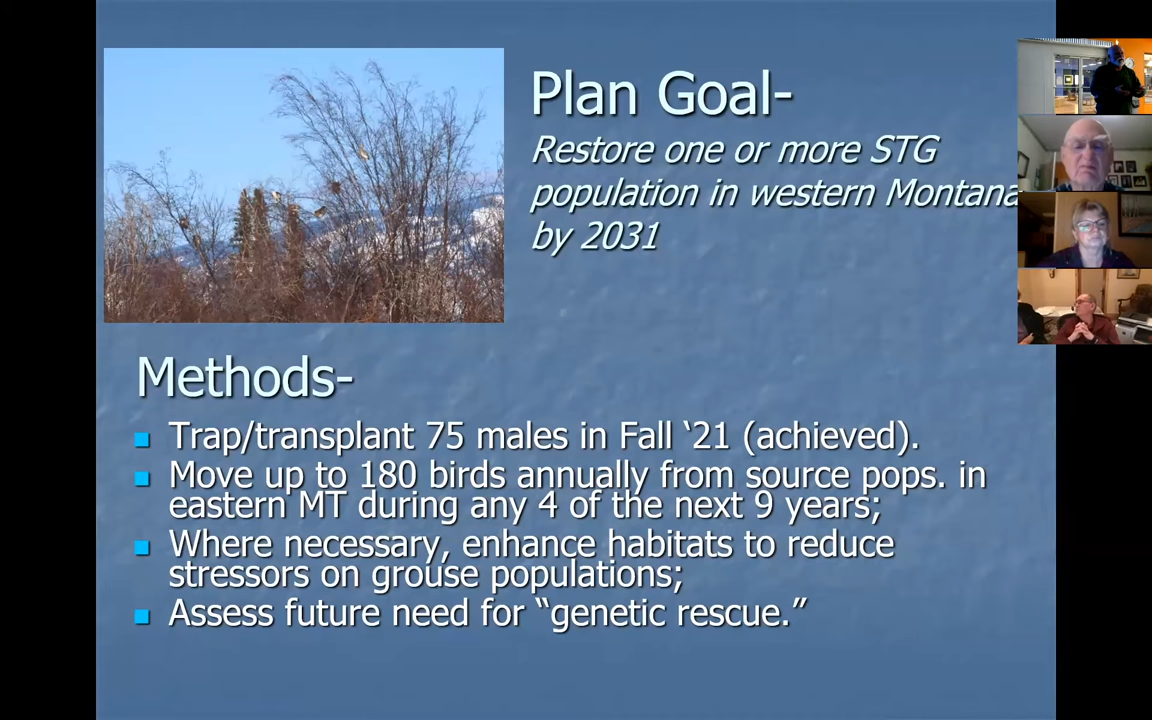 Plan Goal-
Restore one or more STG
population in western Montana
by 2031
Methods-
Trap/transplant 75 males in Fall ‘21 (achieved).
Move up to 180 birds annually from source pops. in
eastern MT during any 4 of the next 9 years;
Where necessary, enhance habitats to reduce
stressors on grouse populations;
Assess future need for “genetic rescue.”